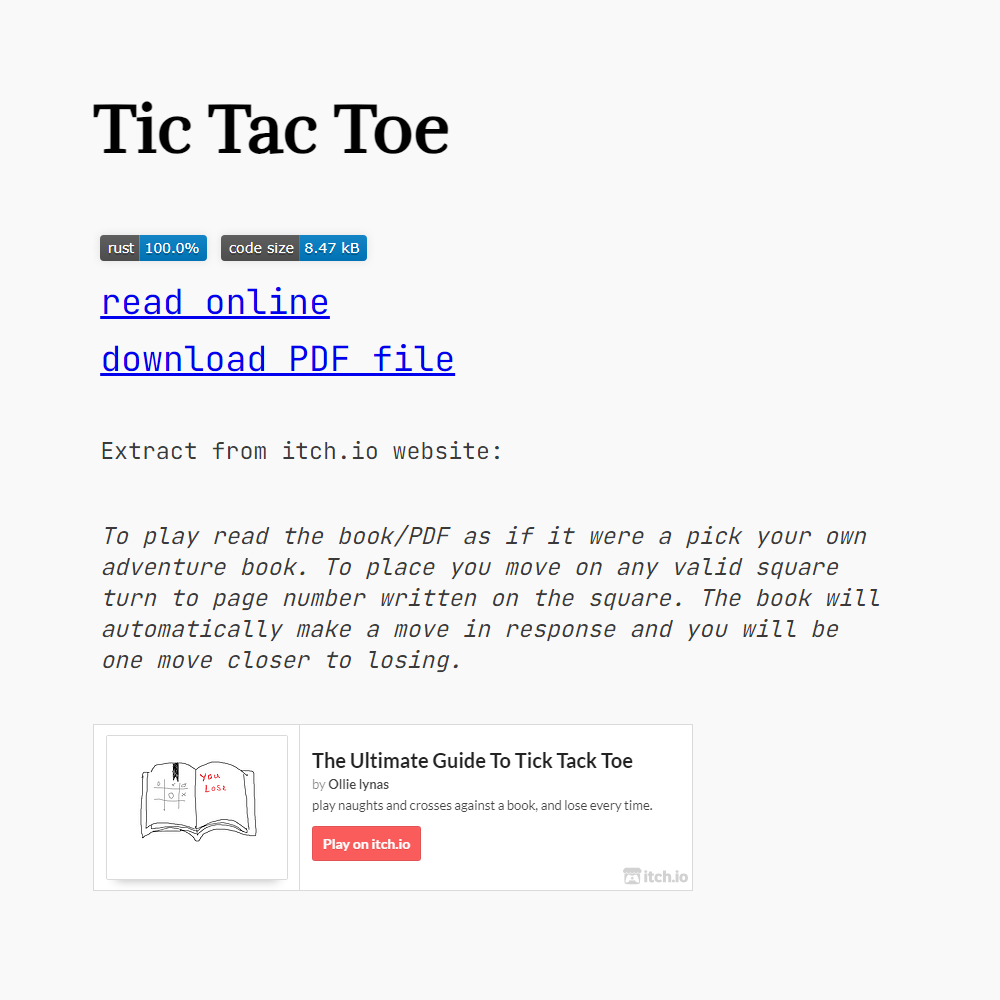 Tic Tac Toe
rust 100.0% code size 8.47 kB
read online
download PDF file
Extract from itch.io website:
To play read the book/PDF as if it were a pick your own
adventure book. To place you move on any valid square
turn to page number written on the square. The book will
automatically make a move in response and you will be
one move closer to losing.
You
Lose
The Ultimate Guide To Tick Tack Toe
by Ollie lynas
play naughts and crosses against a book, and lose every time.
Play on itch.io
itch.io